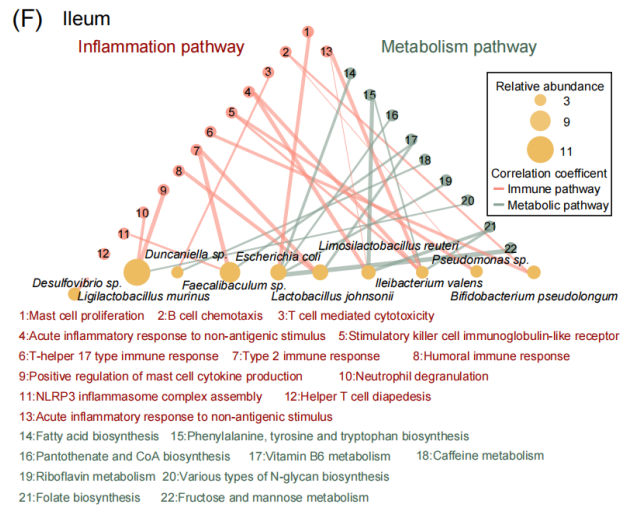 (F) Ileum
Inflammation pathway
Metabolism pathway
1
2
13
3
14
4
15
5
16
6
17
7
18
8
19
9
20
10
21
11
22
12
Relative abundance
3
9
11
Correlation coefficent
Immune pathway
Metabolic pathway
Desulfovibrio sp.
Ligilactobacillus murinus
Duncaniella sp.
Faecalibaculum sp.
Escherichia coli
Lactobacillus johnsonii
Limosilactobacillus reuteri
Ileibacterium valens
Pseudomonas sp.
Bifidobacterium pseudolongum
1:Mast cell proliferation 2:B cell chemotaxis 3:T cell mediated cytotoxicity
4:Acute inflammatory response to non-antigenic stimulus 5:Stimulatory killer cell immunoglobulin-like receptor
6:T-helper 17 type immune response 7:Type 2 immune response 8:Humoral immune response
9:Positive regulation of mast cell cytokine production 10:Neutrophil degranulation
11:NLRP3 inflammasome complex assembly 12:Helper T cell diapedesis
13:Acute inflammatory response to non-antigenic stimulus
14:Fatty acid biosynthesis 15:Phenylalanine, tyrosine and tryptophan biosynthesis
16:Pantothenate and CoA biosynthesis 17:Vitamin B6 metabolism 18:Caffeine metabolism
19:Riboflavin metabolism 20:Various types of N-glycan biosynthesis
21:Folate biosynthesis 22:Fructose and mannose metabolism